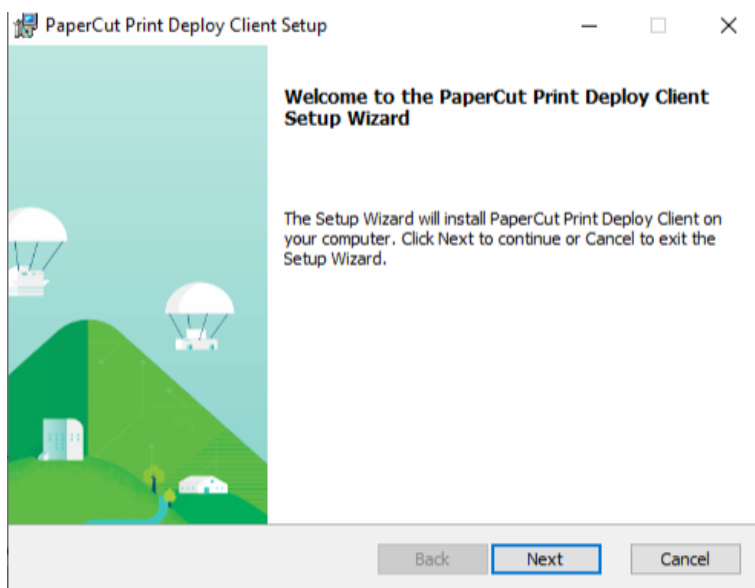 PaperCut Print Deploy Client Setup
Welcome to the PaperCut Print Deploy Client
Setup Wizard
The Setup Wizard will install PaperCut Print Deploy Client on
your computer. Click Next to continue or Cancel to exit the
Setup Wizard.
Back Next Cancel